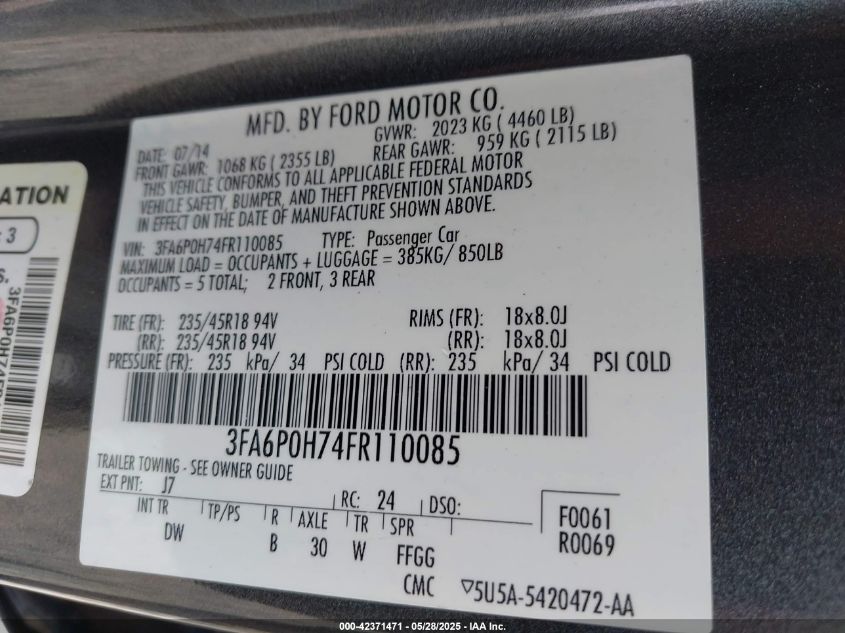 MFD. BY FORD MOTOR CO.
DATE: 07/14
GVWR: 2023 KG ( 4460 LB)
FRONT GAWR: 1068 KG ( 2355 LB)
REAR GAWR: 959 KG ( 2115 LB)
THIS VEHICLE CONFORMS TO ALL APPLICABLE FEDERAL MOTOR
VEHICLE SAFETY, BUMPER, AND THEFT PREVENTION STANDARDS
IN EFFECT ON THE DATE OF MANUFACTURE SHOWN ABOVE.
VIN: 3FA6P0H74FR110085 TYPE: Passenger Car
MAXIMUM LOAD = OCCUPANTS + LUGGAGE = 385KG/ 850LB
OCCUPANTS = 5 TOTAL; 2 FRONT, 3 REAR
TIRE (FR): 235/45R18 94V RIMS (FR): 18x8.0J
(RR): 235/45R18 94V (RR): 18x8.0J
PRESSURE (FR): 235 kPa/ 34 PSI COLD (RR): 235 kPa/ 34 PSI COLD
3FA6P0H74FR110085
TRAILER TOWING - SEE OWNER GUIDE
EXT PNT: J7 RC: 24 DSO:
INT TR TP/PS R AXLE TR SPR
DW B 30 W FFGG
F0061
R0069
CMC ▽5U5A-5420472-AA
ATION
3
S.
000-42371471 - 05/28/2025 - IAA Inc.